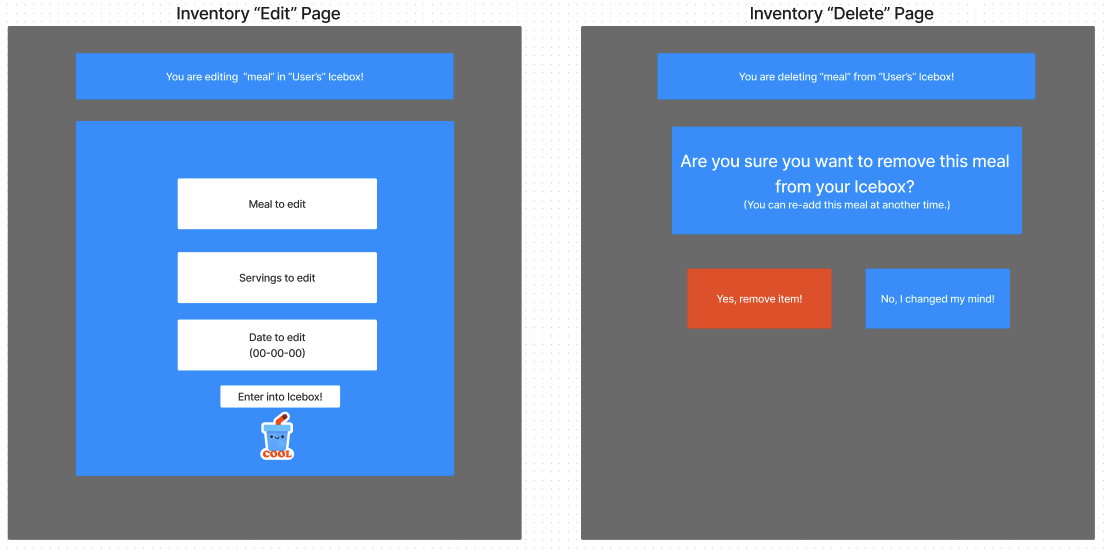 Inventory “Edit” Page
You are editing “meal” in “User’s” Icebox!
Meal to edit
Servings to edit
Date to edit
(00-00-00)
Enter into Icebox!
COOL
Inventory “Delete” Page
You are deleting “meal” from “User’s” Icebox!
Are you sure you want to remove this meal
from your Icebox?
(You can re-add this meal at another time.)
Yes, remove item!
No, I changed my mind!